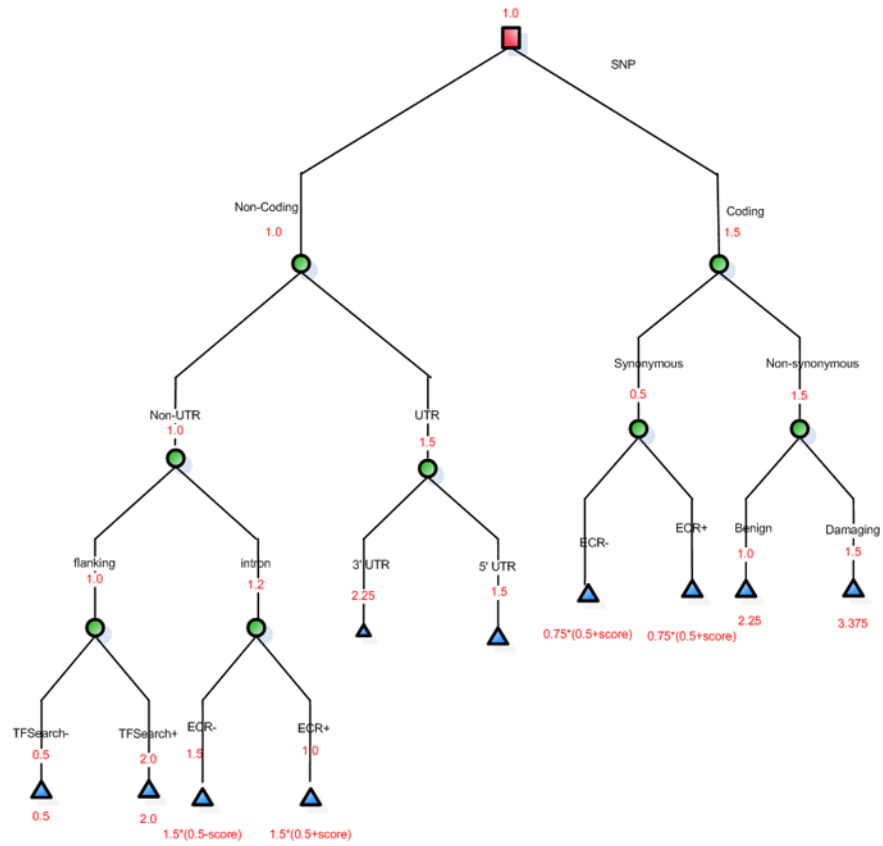 1.0
SNP
Non-Coding
1.0
Coding
1.5
Synonymous
0.5
Non-synonymous
1.5
Non-UTR
1.0
UTR
1.5
ECR-
ECR+
Benign
1.0
Damaging
1.5
flanking
1.0
intron
1.2
3' UTR
2.25
5' UTR
1.5
0.75*(0.5+score)
0.75*(0.5+score)
2.25
3.375
TFSearch-
0.5
TFSearch+
2.0
ECR-
1.5
ECR+
1.0
0.5
2.0
1.5*(0.5-score)
1.5*(0.5+score)